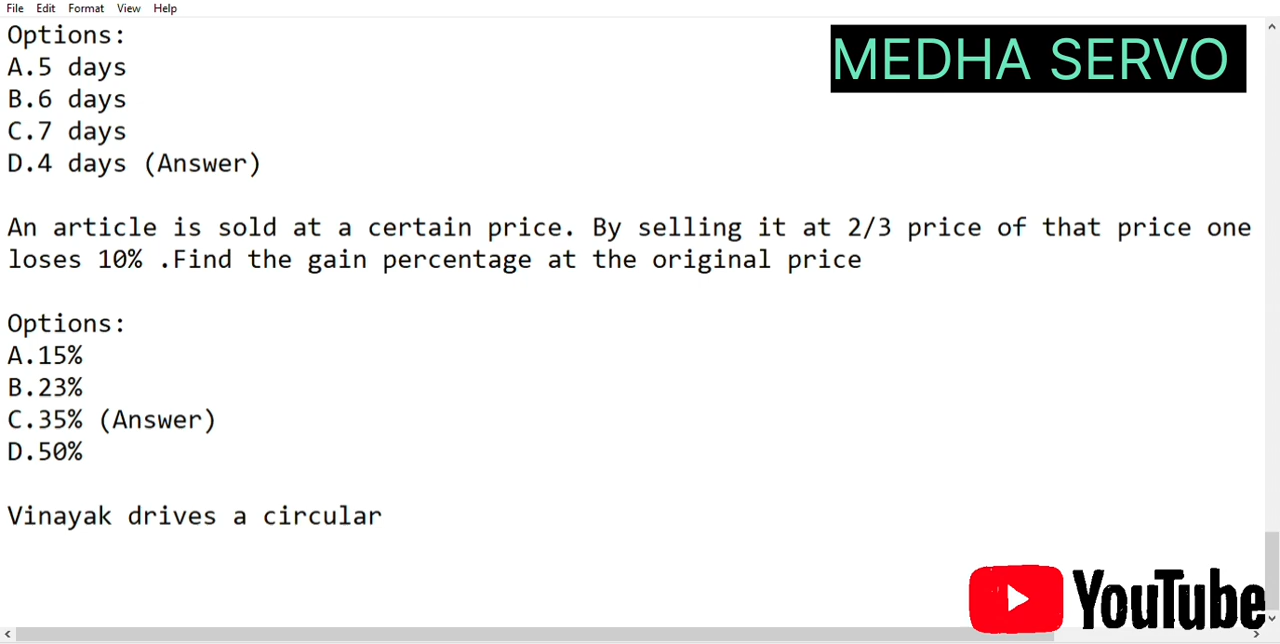 File Edit Format View Help
Options:
A.5 days
B.6 days
C.7 days
D.4 days (Answer)
MEDHA SERVO
An article is sold at a certain price. By selling it at 2/3 price of that price one
loses 10% .Find the gain percentage at the original price
Options:
A.15%
B.23%
C.35% (Answer)
D.50%
Vinayak drives a circular
YouTube